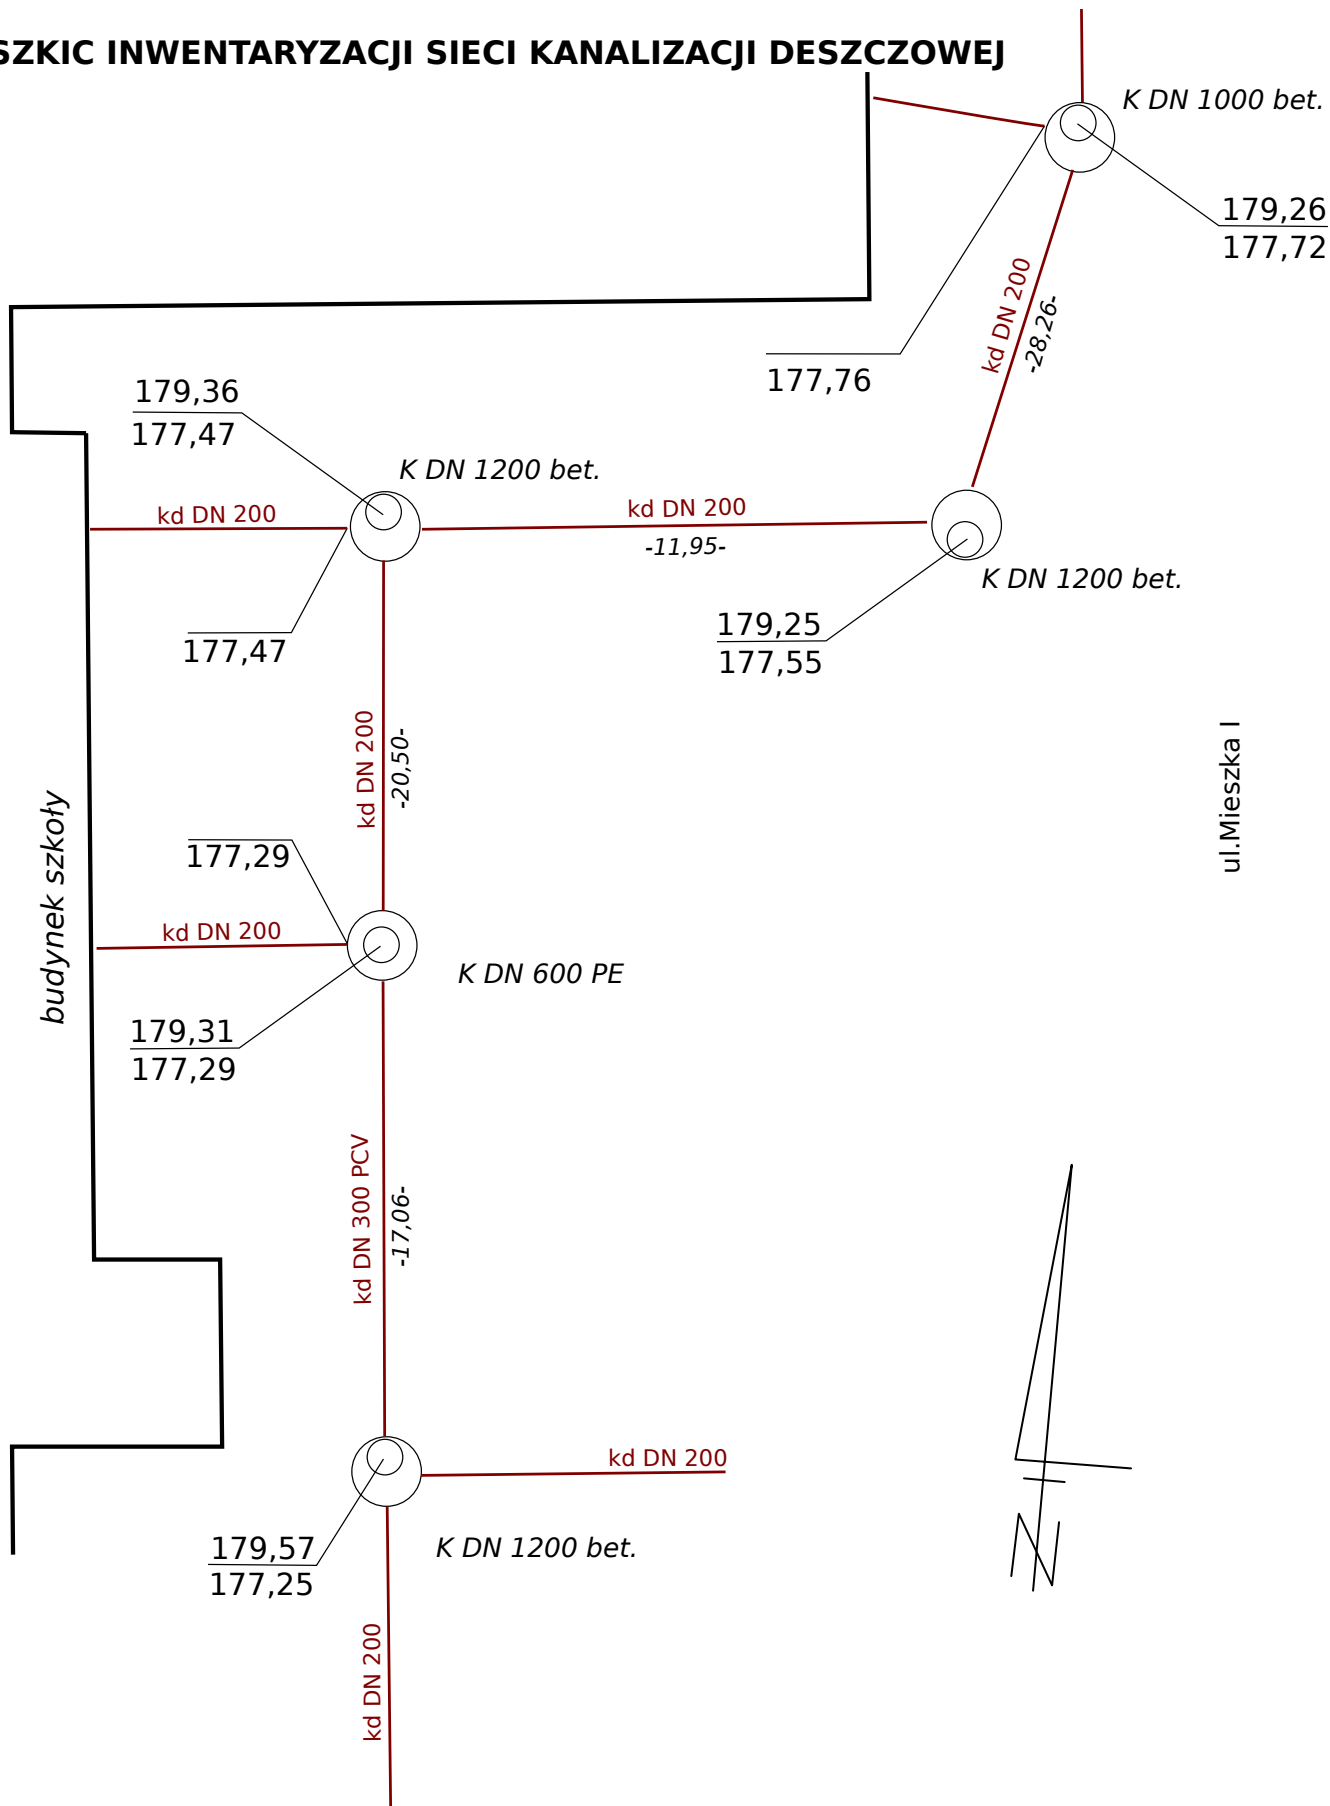 SZKIC INWENTARYZACJI SIECI KANALIZACJI DESZCZOWEJ
K DN 1000 bet.
179,26
177,72
kd DN 200
-28,26-
177,76
179,36
177,47
K DN 1200 bet.
kd DN 200
kd DN 200
-11,95-
K DN 1200 bet.
179,25
177,55
177,47
kd DN 200
-20,50-
ul.Mieszka I
budynek szkoły
177,29
kd DN 200
K DN 600 PE
179,31
177,29
kd DN 300 PCV
-17,06-
kd DN 200
179,57
177,25
K DN 1200 bet.
kd DN 200
N